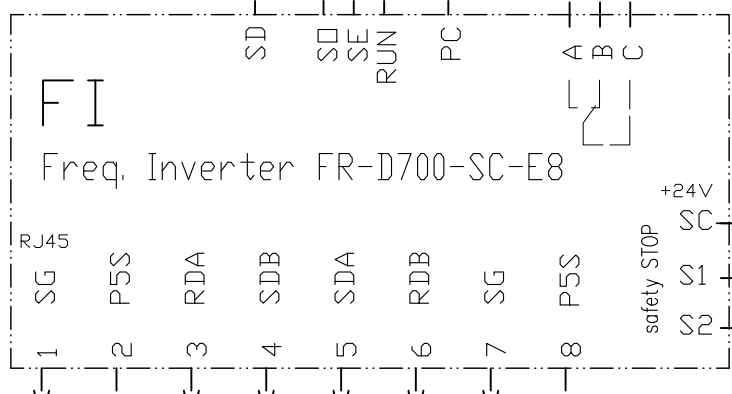 SD SO SE RUN PC A B C
FI
Freq. Inverter FR-D700-SC-E8
+24V
SC
RJ45
safety STOP
SG P5S RDA SDB SDA RDB SG P5S
S1
S2
1 2 3 4 5 6 7 8